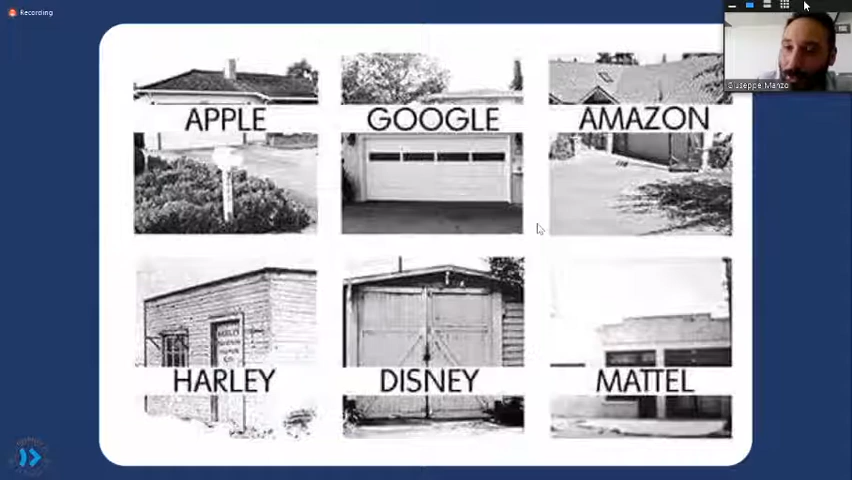 Recording
Giuseppe Manzo
APPLE
GOOGLE
AMAZON
HARLEY
DISNEY
MATTEL